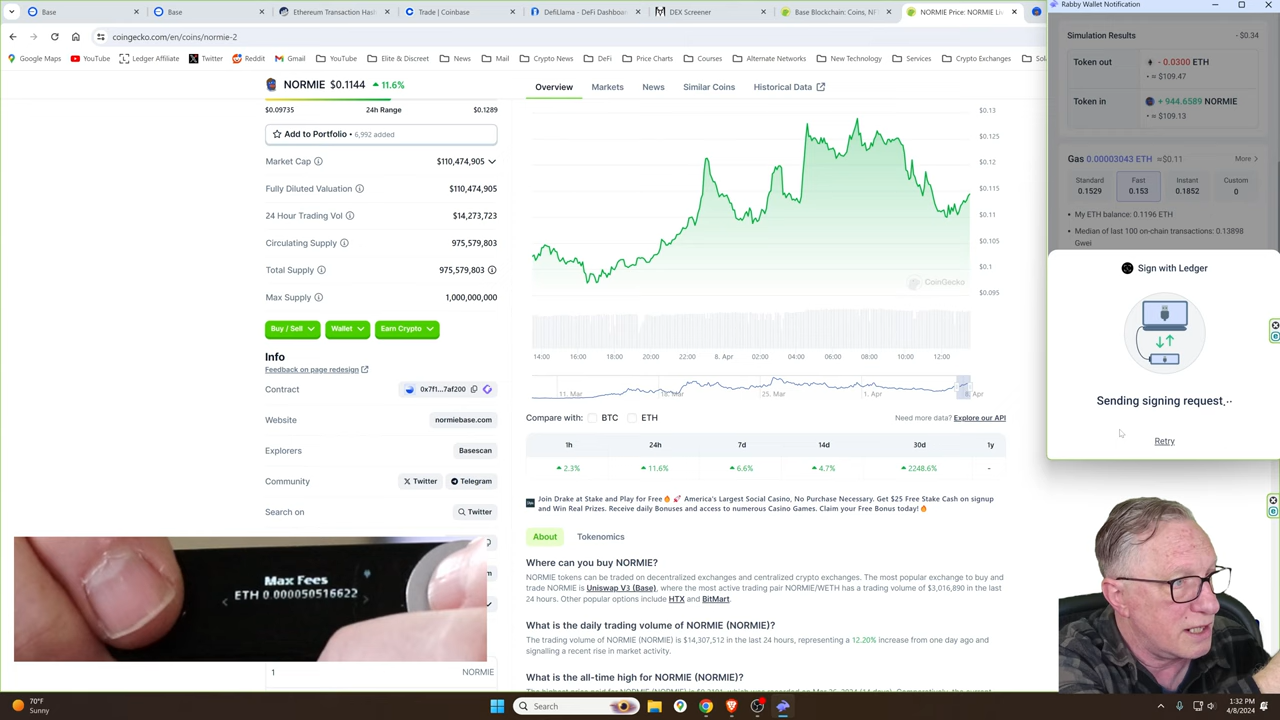 Base
Base
Ethereum Transaction Hash
Trade | Coinbase
DefiLlama - DeFi Dashboard
DEX Screener
Base Blockchain: Coins, NF
NORMIE Price: NORMIE Li
Rabby Wallet Notification
coingecko.com/en/coins/normie-2
Google Maps
YouTube
Ledger Affiliate
Twitter
Reddit
Gmail
YouTube
Elite & Discreet
News
Mail
Crypto News
DeFi
Price Charts
Courses
Alternate Networks
New Technology
Services
Crypto Exchanges
NORMIE $0.1144 11.6%
$0.09735 24h Range $0.1289
Add to Portfolio • 6,992 added
Market Cap $110,474,905
Fully Diluted Valuation $110,474,905
24 Hour Trading Vol $14,273,723
Circulating Supply 975,579,803
Total Supply 975,579,803
Max Supply 1,000,000,000
Buy / Sell Wallet Earn Crypto
Info
Feedback on page redesign
Contract 0x7f1...7af200
Website normiebase.com
Explorers Basescan
Community Twitter Telegram
Search on Twitter
1 NORMIE
Overview Markets News Similar Coins Historical Data
$0.13
$0.125
$0.12
$0.115
$0.11
$0.105
$0.1
$0.095
CoinGecko
14:00 16:00 18:00 20:00 22:00 8. Apr 02:00 04:00 06:00 08:00 10:00 12:00
11. Mar 25. Mar 1. Apr
Compare with: BTC ETH Need more data? Explore our API
1h 24h 7d 14d 30d 1y
2.3% 11.6% 6.6% 4.7% 2248.6% -
Join Drake at Stake and Play for Free🔥 🚀 America's Largest Social Casino, No Purchase Necessary. Get $25 Free Stake Cash on signup
and Win Real Prizes. Receive daily Bonuses and access to numerous Casino Games. Claim your Free Bonus today!🔥
About Tokenomics
Where can you buy NORMIE?
NORMIE tokens can be traded on decentralized exchanges and centralized crypto exchanges. The most popular exchange to buy and
trade NORMIE is Uniswap V3 (Base), where the most active trading pair NORMIE/WETH has a trading volume of $3,016,890 in the last
24 hours. Other popular options include HTX and BitMart.
What is the daily trading volume of NORMIE (NORMIE)?
The trading volume of NORMIE (NORMIE) is $14,307,512 in the last 24 hours, representing a 12.20% increase from one day ago and
signalling a recent rise in market activity.
What is the all-time high for NORMIE (NORMIE)?
Simulation Results - $0.34
Token out - 0.0300 ETH
≈ $109.47
Token in + 944.6589 NORMIE
≈ $109.13
Gas 0.00003043 ETH ≈$0.11 More
Standard Fast Instant Custom
0.1529 0.153 0.1852 0
• My ETH balance: 0.1196 ETH
• Median of last 100 on-chain transactions: 0.13898
Gwei
Sign with Ledger
Sending signing request...
Retry
Max Fees
ETH 0.000050516622
70°F
Sunny
Search
1:32 PM
4/8/2024